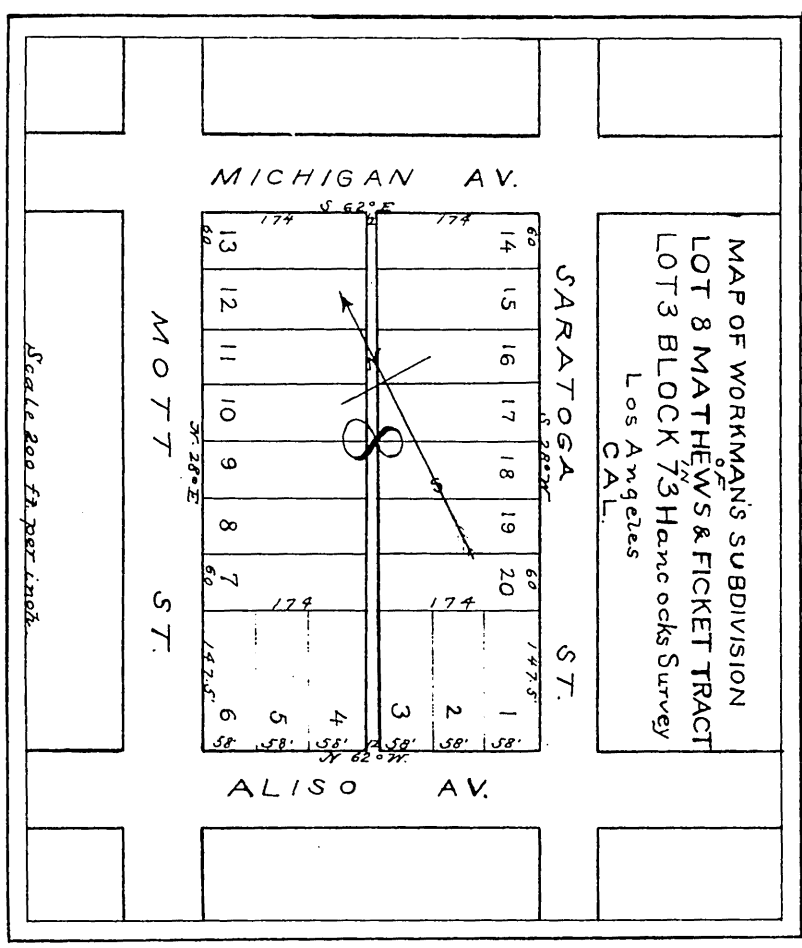 MAP OF WORKMAN'S SUBDIVISION
OF
LOT 8 MATHEWS & FICKET TRACT
IN
LOT 3 BLOCK 73 Hancocks Survey
Los Angeles
CAL.
MICHIGAN AV.
S 62° E
174
12
174
60
13
14
60
12
15
11
16
10
17
9
18
8
19
60
7
20
60
174
174
147.5'
147.5'
6
5
4
3
2
1
58'
58'
58'
12
58'
58'
58'
N 62° W.
ALISO AV.
MOTT ST.
N. 28° E
SARATOGA ST.
S 28° W
8
S
Scale 200 ft. per inch.